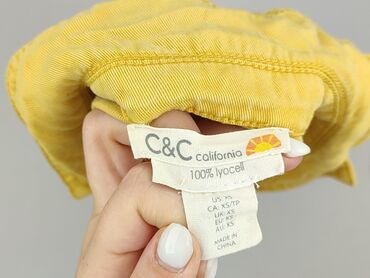 C&C california
100% lyocell
US: XS
CA: XS/TP
UK: XS
EU: XS
AU: XS
MADE IN
CHINA